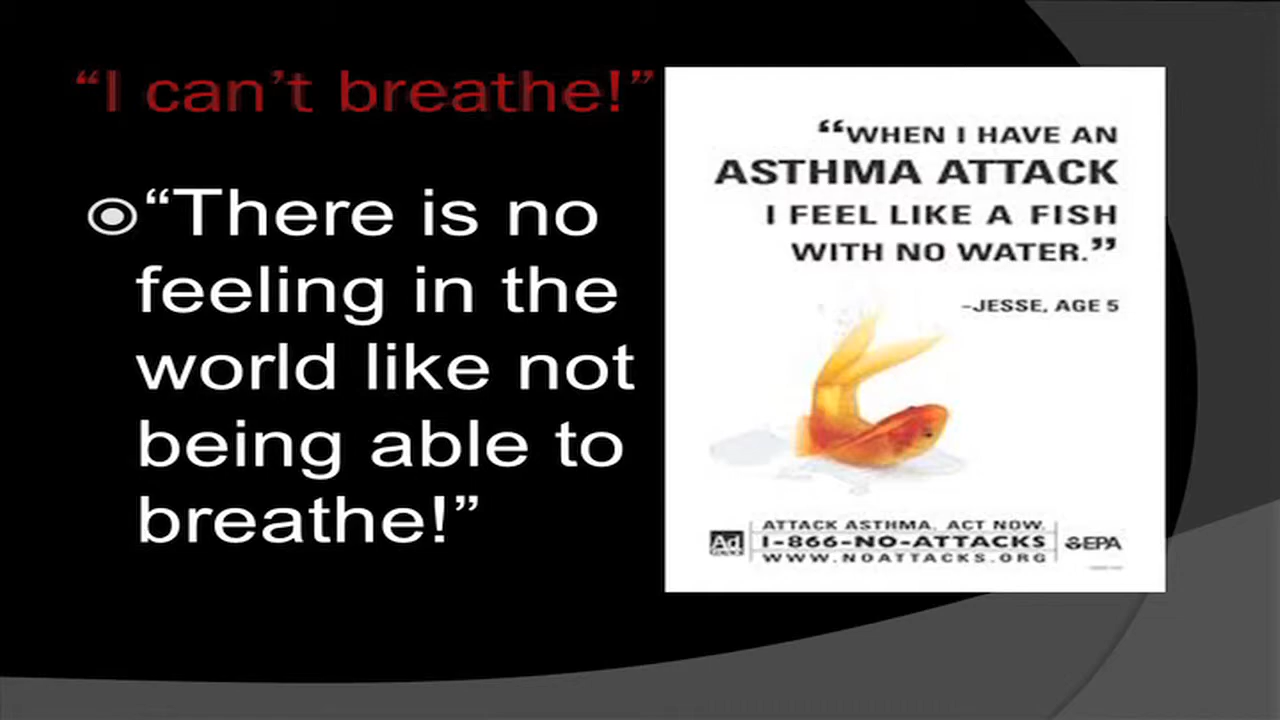 “I can’t breathe!”
“There is no
feeling in the
world like not
being able to
breathe!”
“WHEN I HAVE AN
ASTHMA ATTACK
I FEEL LIKE A FISH
WITH NO WATER.”
–JESSE, AGE 5
ATTACK ASTHMA. ACT NOW.
1-866-NO-ATTACKS
WWW.NOATTACKS.ORG
Ad
EPA